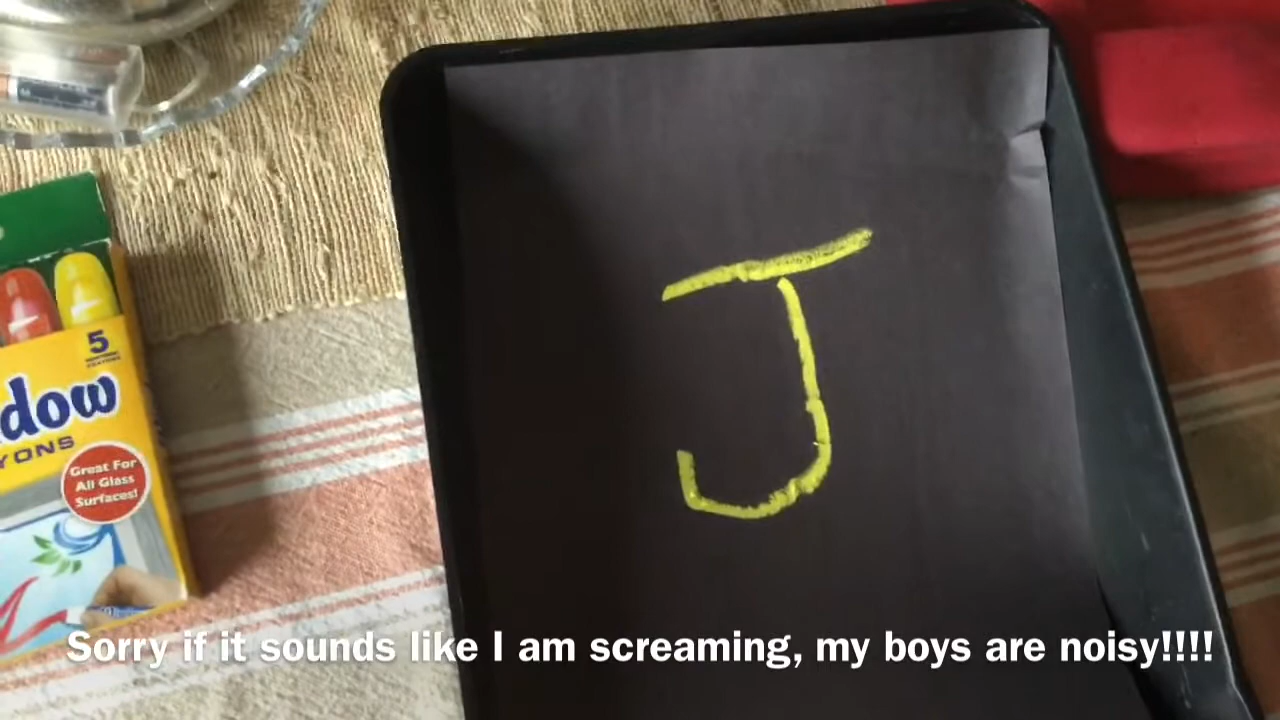 J
5
dow
YONS
Great For
All Glass
Surfaces!
Sorry if it sounds like I am screaming, my boys are noisy!!!!